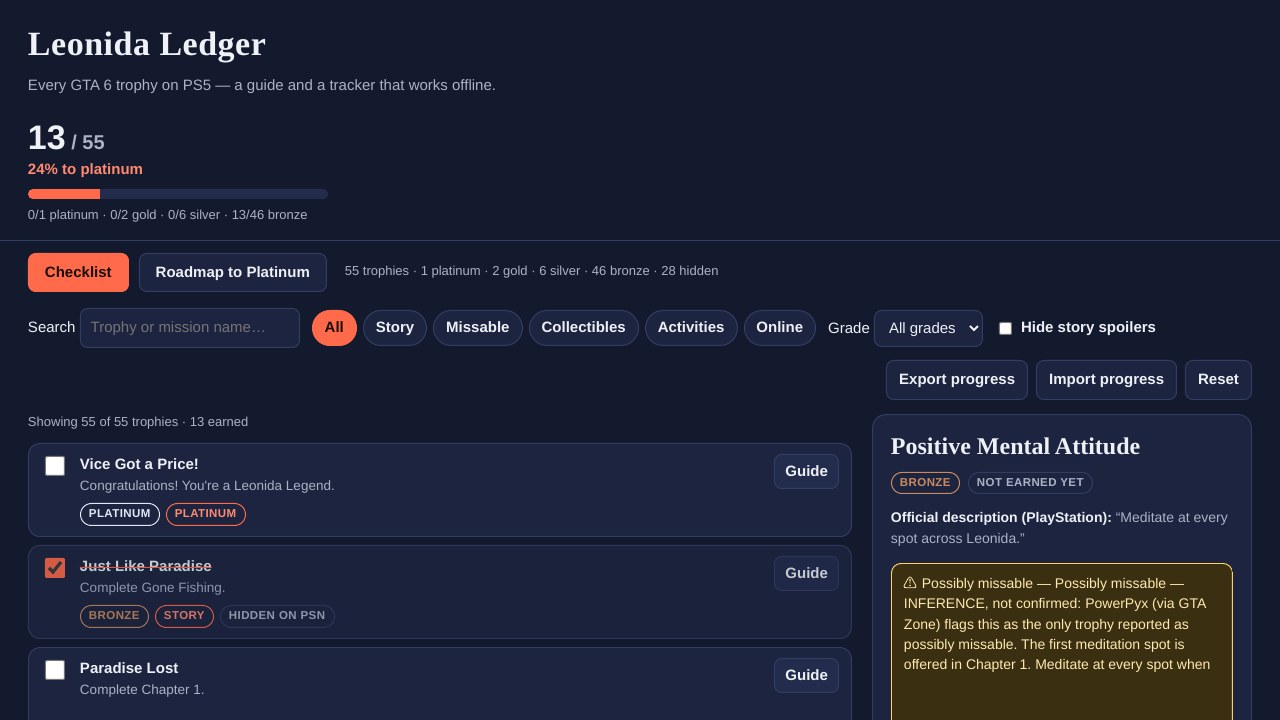 Leonida Ledger
Every GTA 6 trophy on PS5 — a guide and a tracker that works offline.
13 / 55
24% to platinum
0/1 platinum · 0/2 gold · 0/6 silver · 13/46 bronze
Checklist
Roadmap to Platinum
55 trophies · 1 platinum · 2 gold · 6 silver · 46 bronze · 28 hidden
Search
Trophy or mission name…
All
Story
Missable
Collectibles
Activities
Online
Grade
All grades
Hide story spoilers
Export progress
Import progress
Reset
Showing 55 of 55 trophies · 13 earned
Vice Got a Price!
Congratulations! You're a Leonida Legend.
PLATINUM
PLATINUM
Guide
Just Like Paradise
Complete Gone Fishing.
BRONZE
STORY
HIDDEN ON PSN
Guide
Paradise Lost
Complete Chapter 1.
Guide
Positive Mental Attitude
BRONZE
NOT EARNED YET
Official description (PlayStation): “Meditate at every
spot across Leonida.”
⚠ Possibly missable — Possibly missable —
INFERENCE, not confirmed: PowerPyx (via GTA
Zone) flags this as the only trophy reported as
possibly missable. The first meditation spot is
offered in Chapter 1. Meditate at every spot when